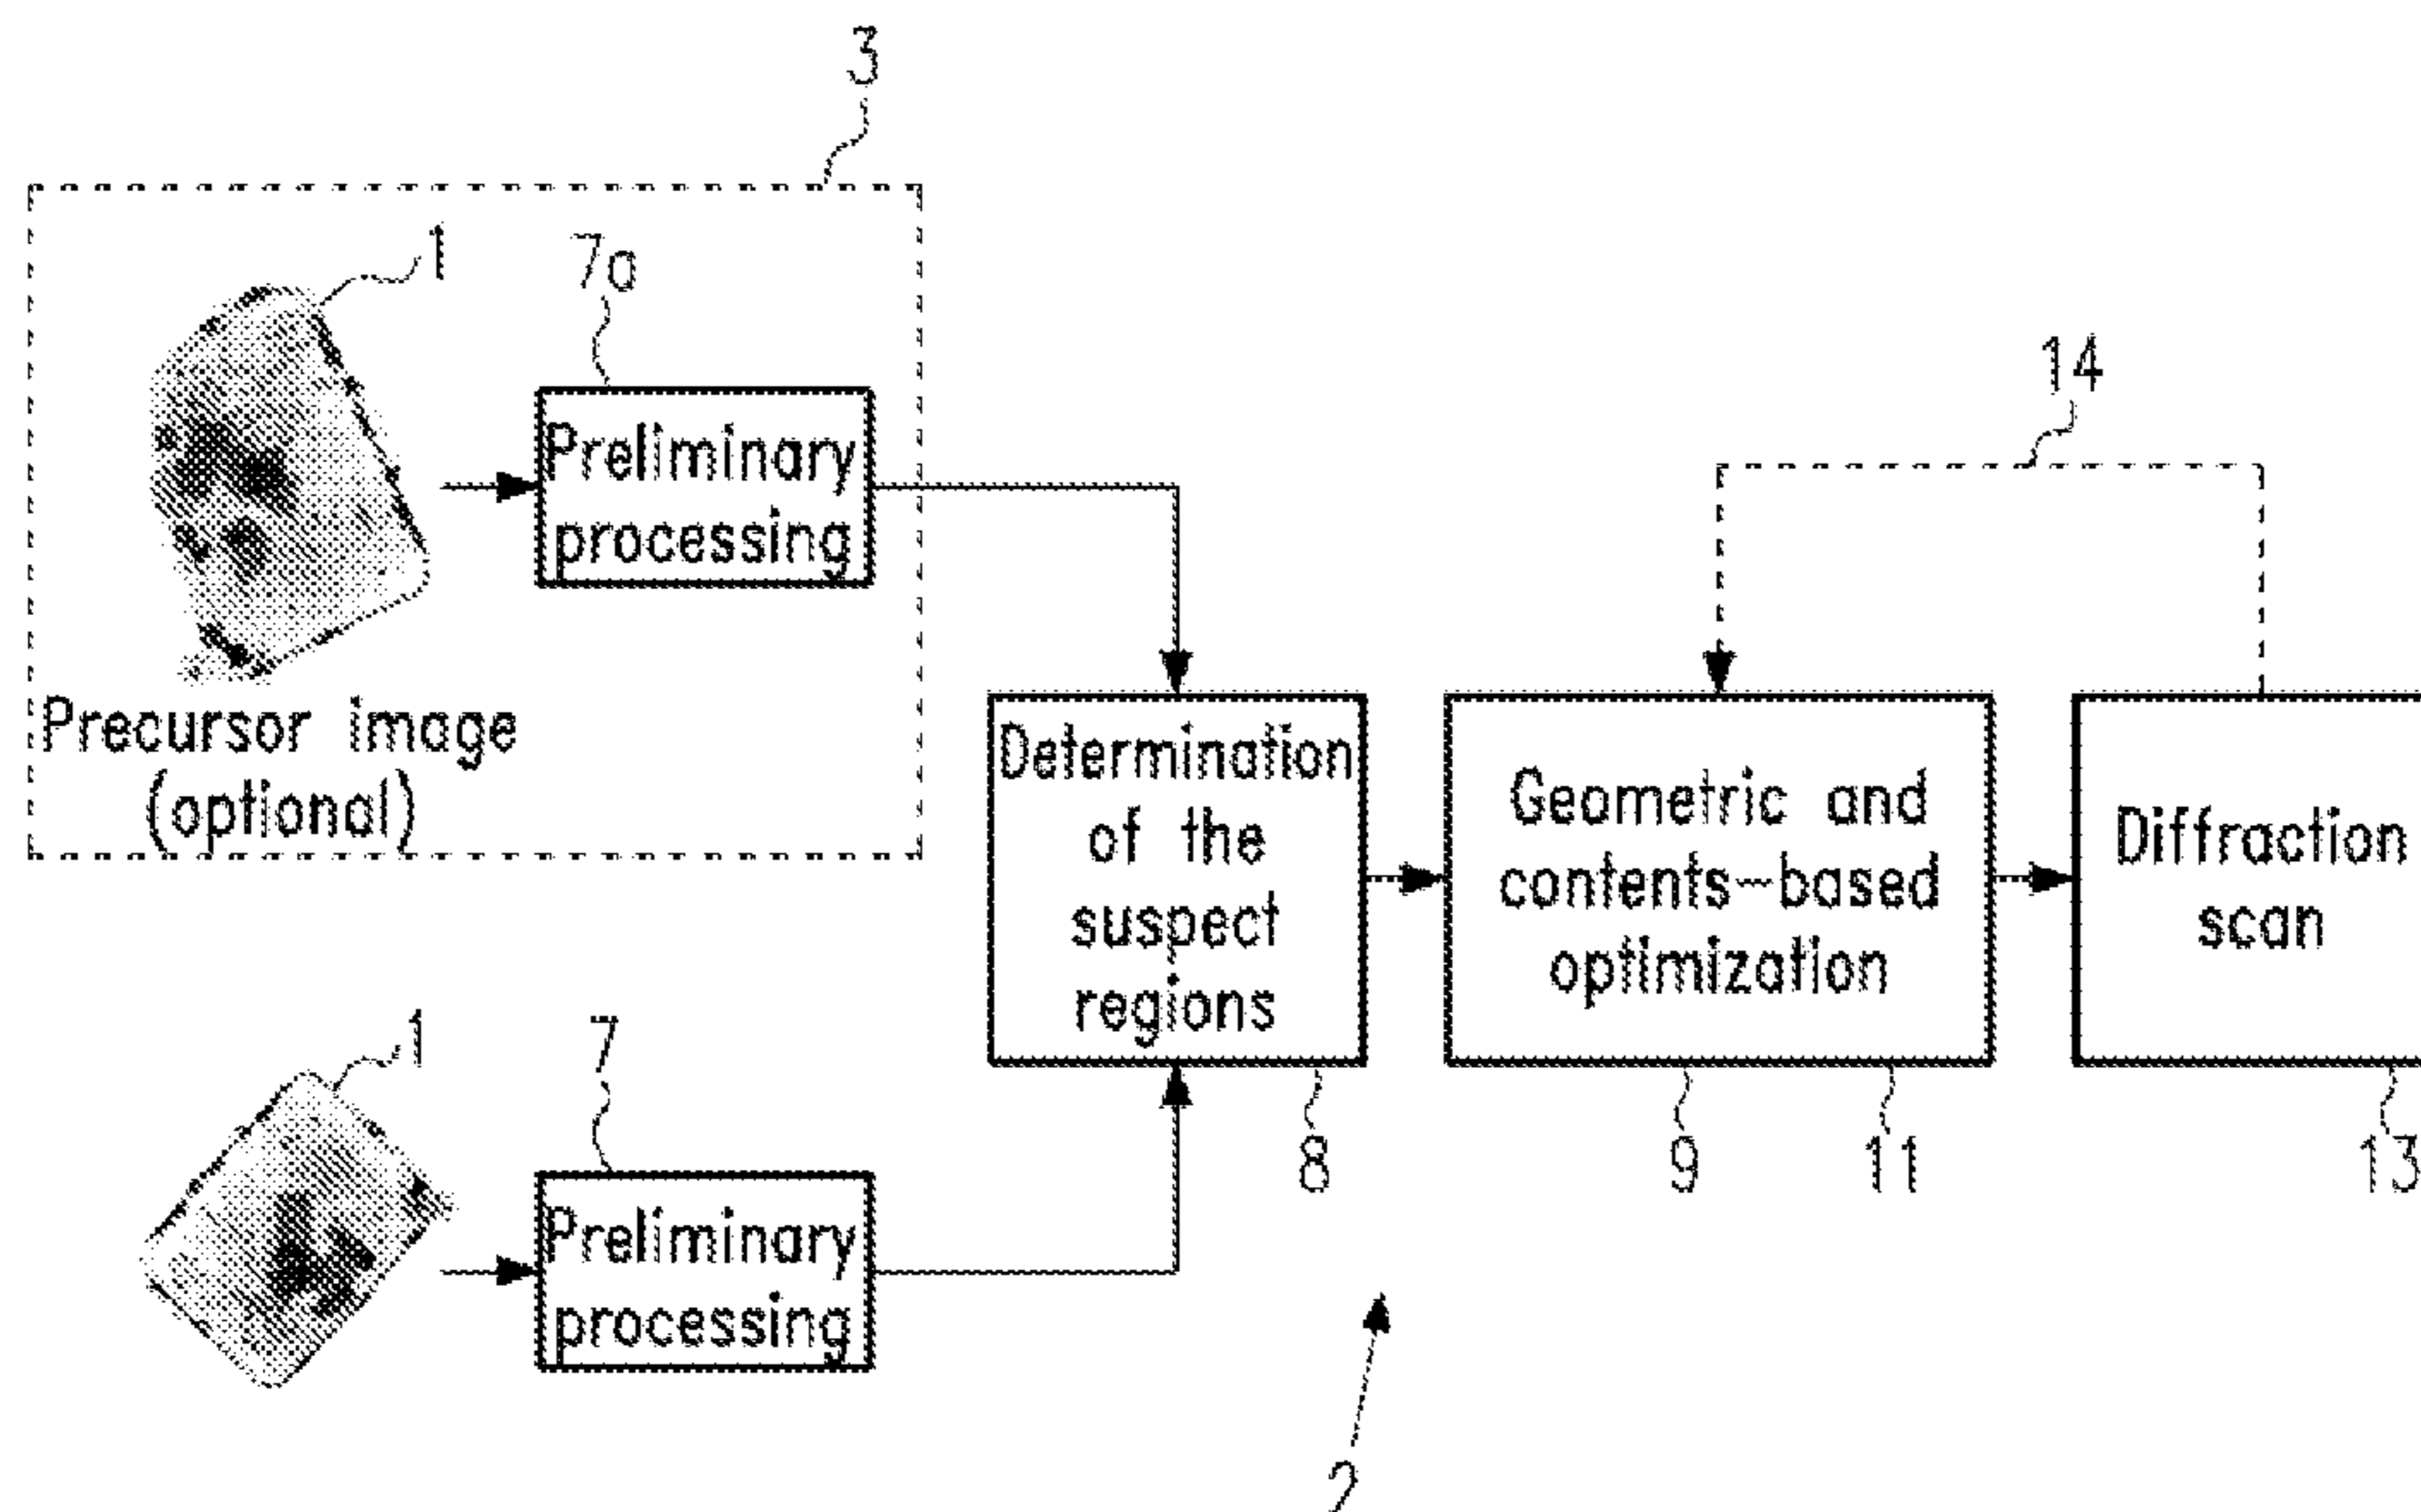 3
1
7a
14
Preliminary
processing
Precursor image
(optional)
Determination
of the
suspect
regions
Geometric and
contents-based
optimization
Diffraction
scan
1
7
8
9
11
13
Preliminary
processing
2